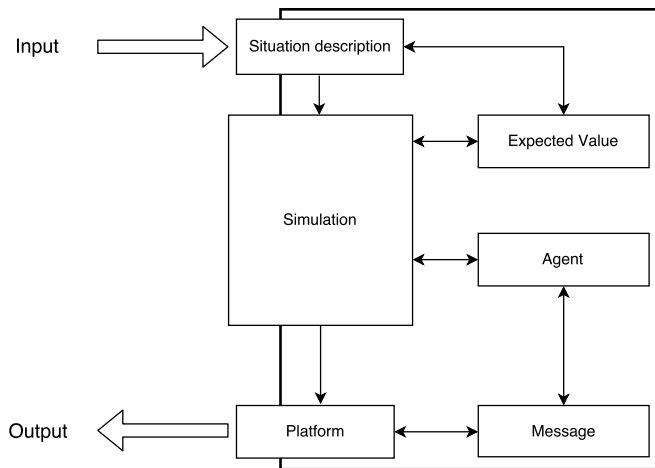 Input
Situation description
Expected Value
Simulation
Agent
Output
Platform
Message